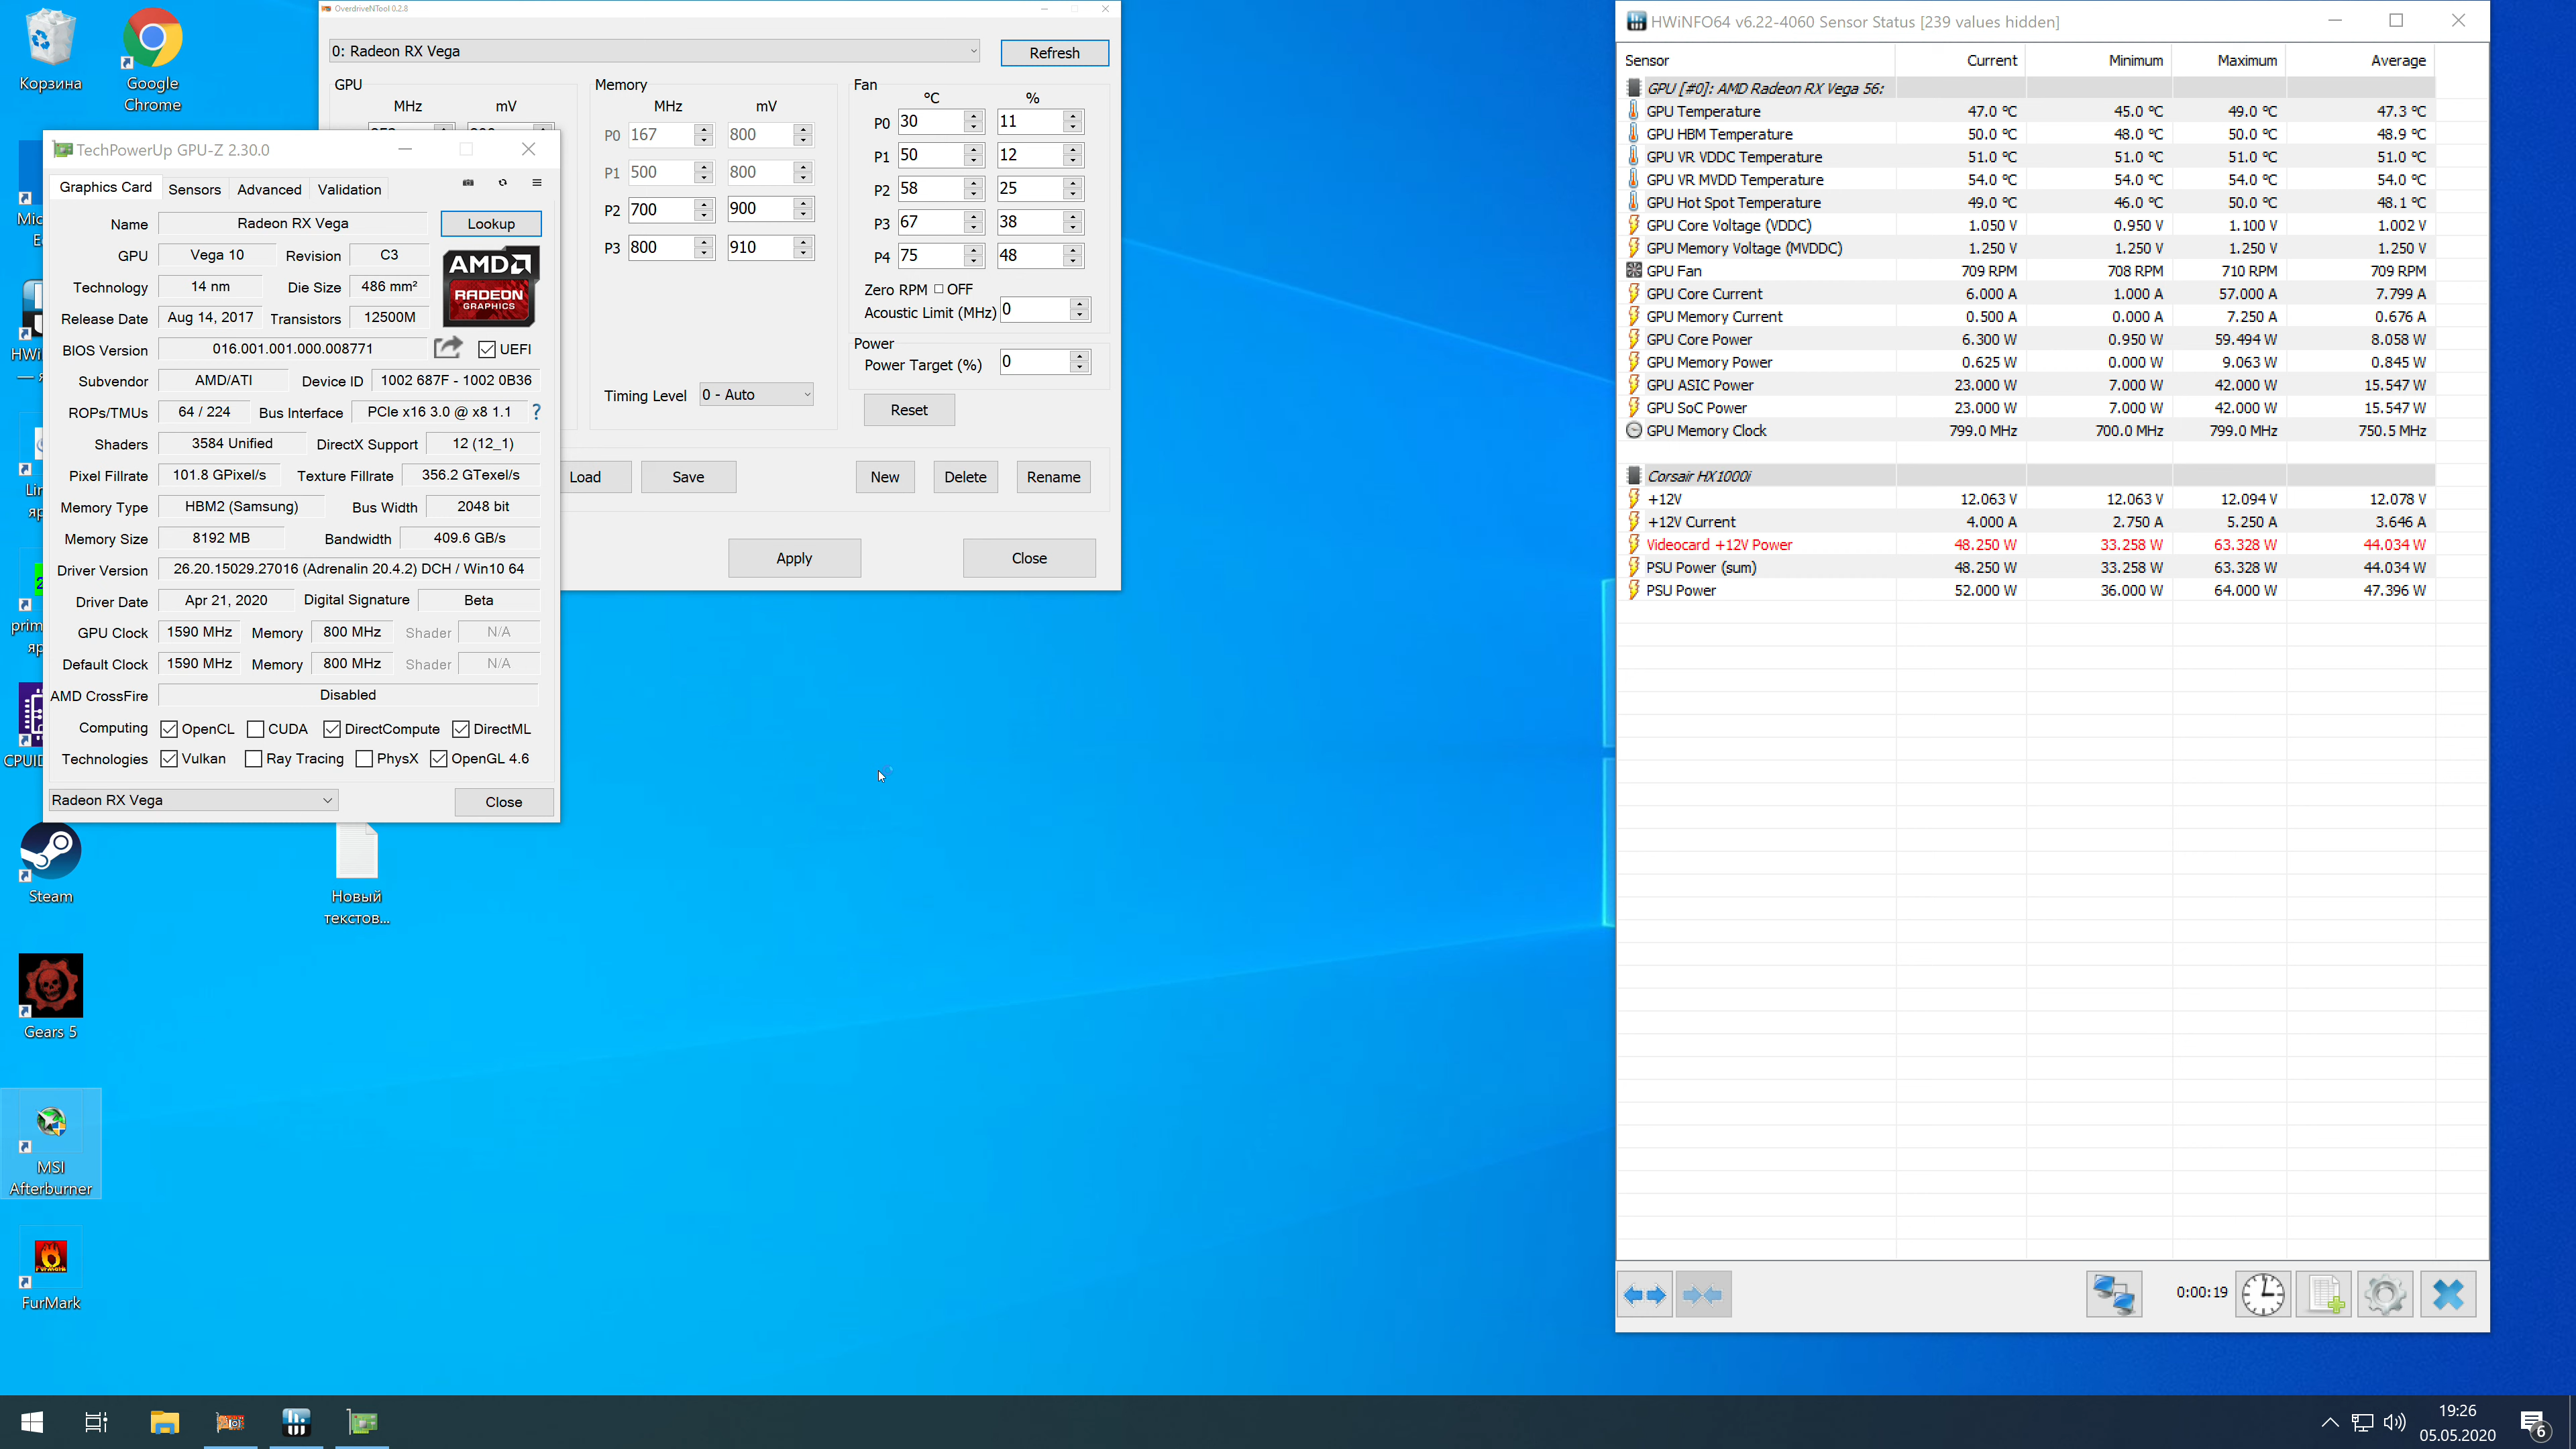 Корзина
Google
Chrome
Steam
Новый
текстов...
Gears 5
MSI
Afterburner
FurMark
OverdriveNTool 0.2.8
0: Radeon RX Vega
Refresh
GPU
MHz mV
Memory
MHz mV
P0 167 800
P1 500 800
P2 700 900
P3 800 910
Timing Level 0 - Auto
Fan
°C %
P0 30 11
P1 50 12
P2 58 25
P3 67 38
P4 75 48
Zero RPM OFF
Acoustic Limit (MHz) 0
Power
Power Target (%) 0
Reset
Load Save New Delete Rename
Apply Close
TechPowerUp GPU-Z 2.30.0
Graphics Card Sensors Advanced Validation
Name Radeon RX Vega Lookup
GPU Vega 10 Revision C3
Technology 14 nm Die Size 486 mm²
Release Date Aug 14, 2017 Transistors 12500M
BIOS Version 016.001.001.000.008771 UEFI
Subvendor AMD/ATI Device ID 1002 687F - 1002 0B36
ROPs/TMUs 64 / 224 Bus Interface PCIe x16 3.0 @ x8 1.1 ?
Shaders 3584 Unified DirectX Support 12 (12_1)
Pixel Fillrate 101.8 GPixel/s Texture Fillrate 356.2 GTexel/s
Memory Type HBM2 (Samsung) Bus Width 2048 bit
Memory Size 8192 MB Bandwidth 409.6 GB/s
Driver Version 26.20.15029.27016 (Adrenalin 20.4.2) DCH / Win10 64
Driver Date Apr 21, 2020 Digital Signature Beta
GPU Clock 1590 MHz Memory 800 MHz Shader N/A
Default Clock 1590 MHz Memory 800 MHz Shader N/A
AMD CrossFire Disabled
Computing OpenCL CUDA DirectCompute DirectML
Technologies Vulkan Ray Tracing PhysX OpenGL 4.6
Radeon RX Vega Close
AMD
RADEON
GRAPHICS
HWiNFO64 v6.22-4060 Sensor Status [239 values hidden]
Sensor Current Minimum Maximum Average
GPU [#0]: AMD Radeon RX Vega 56:
GPU Temperature 47.0 °C 45.0 °C 49.0 °C 47.3 °C
GPU HBM Temperature 50.0 °C 48.0 °C 50.0 °C 48.9 °C
GPU VR VDDC Temperature 51.0 °C 51.0 °C 51.0 °C 51.0 °C
GPU VR MVDD Temperature 54.0 °C 54.0 °C 54.0 °C 54.0 °C
GPU Hot Spot Temperature 49.0 °C 46.0 °C 50.0 °C 48.1 °C
GPU Core Voltage (VDDC) 1.050 V 0.950 V 1.100 V 1.002 V
GPU Memory Voltage (MVDDC) 1.250 V 1.250 V 1.250 V 1.250 V
GPU Fan 709 RPM 708 RPM 710 RPM 709 RPM
GPU Core Current 6.000 A 1.000 A 57.000 A 7.799 A
GPU Memory Current 0.500 A 0.000 A 7.250 A 0.676 A
GPU Core Power 6.300 W 0.950 W 59.494 W 8.058 W
GPU Memory Power 0.625 W 0.000 W 9.063 W 0.845 W
GPU ASIC Power 23.000 W 7.000 W 42.000 W 15.547 W
GPU SoC Power 23.000 W 7.000 W 42.000 W 15.547 W
GPU Memory Clock 799.0 MHz 700.0 MHz 799.0 MHz 750.5 MHz
Corsair HX1000i
+12V 12.063 V 12.063 V 12.094 V 12.078 V
+12V Current 4.000 A 2.750 A 5.250 A 3.646 A
Videocard +12V Power 48.250 W 33.258 W 63.328 W 44.034 W
PSU Power (sum) 48.250 W 33.258 W 63.328 W 44.034 W
PSU Power 52.000 W 36.000 W 64.000 W 47.396 W
0:00:19
19:26
05.05.2020
6